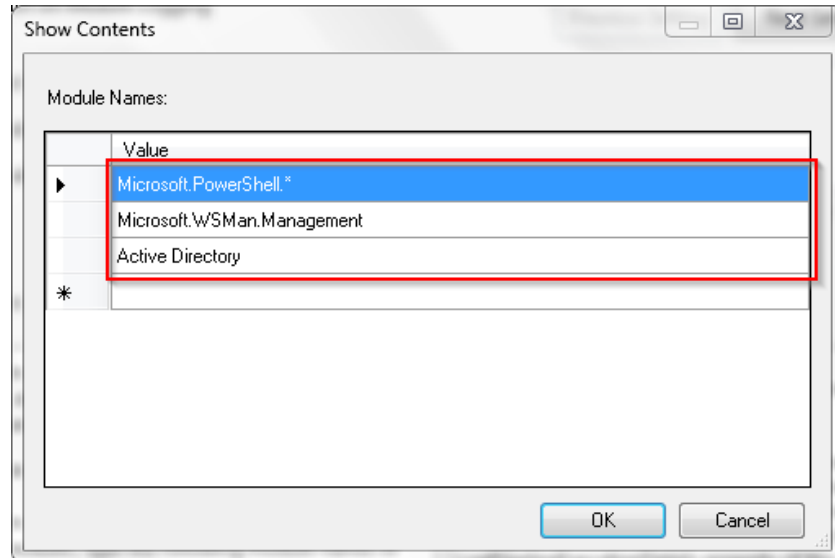 Show Contents
Module Names:
Value
Microsoft.PowerShell.*
Microsoft.WSMan.Management
Active Directory
OK Cancel